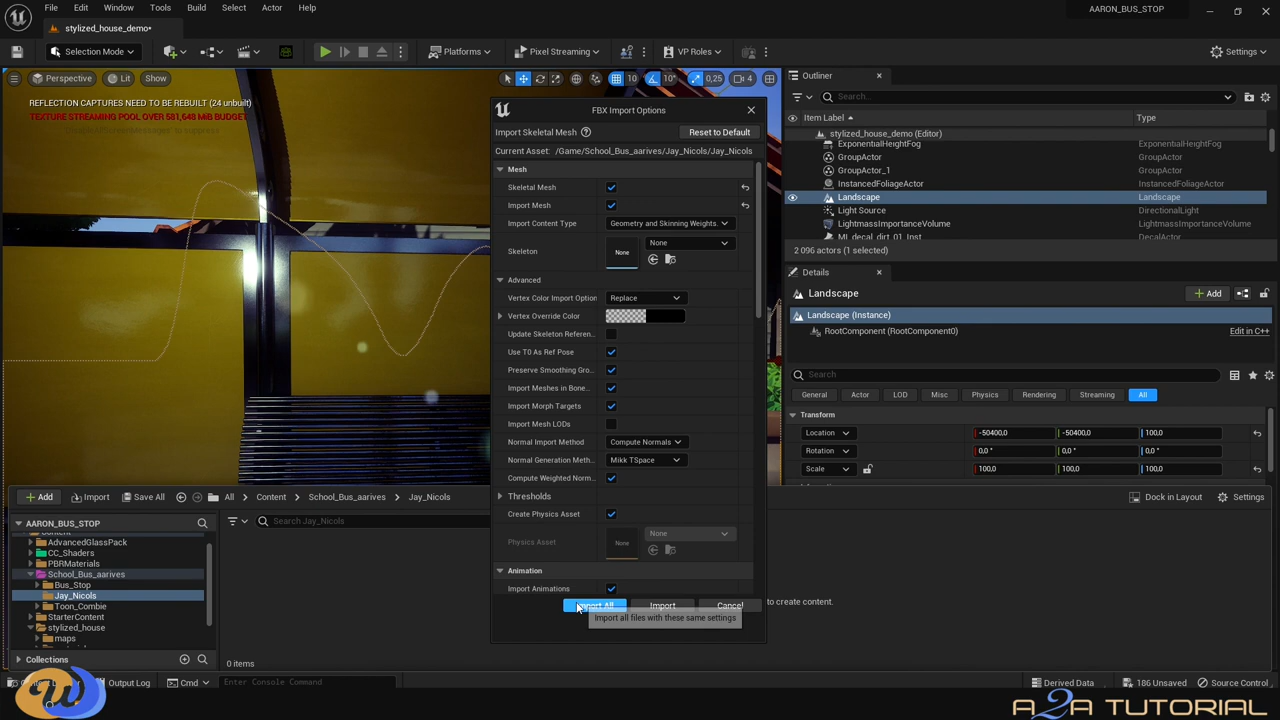 File Edit Window Tools Build Select Actor Help
AARON_BUS_STOP
stylized_house_demo*
Selection Mode
Platforms
Pixel Streaming
VP Roles
Settings
Perspective
Lit
Show
10
10°
0,25
4
REFLECTION CAPTURES NEED TO BE REBUILT (24 unbuilt)
TEXTURE STREAMING POOL OVER 581,648 MiB BUDGET
FBX Import Options
Import Skeletal Mesh
Reset to Default
Current Asset: /Game/School_Bus_aarives/Jay_Nicols/Jay_Nicols
Mesh
Skeletal Mesh
Import Mesh
Import Content Type
Geometry and Skinning Weights.
Skeleton
None
None
Advanced
Vertex Color Import Option
Replace
Vertex Override Color
Update Skeleton Referen...
Use T0 As Ref Pose
Preserve Smoothing Gro...
Import Meshes in Bone...
Import Morph Targets
Import Mesh LODs
Normal Import Method
Compute Normals
Normal Generation Meth...
Mikk TSpace
Compute Weighted Norm...
Thresholds
Create Physics Asset
Physics Asset
None
None
Animation
Import Animations
Import All
Import
Cancel
Import all files with these same settings
Outliner
Search...
Item Label
Type
stylized_house_demo (Editor)
ExponentialHeightFog ExponentialHeightFog
GroupActor GroupActor
GroupActor_1 GroupActor
InstancedFoliageActor InstancedFoliageActor
Landscape Landscape
Light Source DirectionalLight
LightmassImportanceVolume LightmassImportanceVolume
MI_decal_dirt_01_Inst DecalActor
2 096 actors (1 selected)
Details
Landscape
Add
Landscape (Instance)
RootComponent (RootComponent0)
Edit in C++
Search
General Actor LOD Misc Physics Rendering Streaming All
Transform
Location -50400,0 -50400,0 100,0
Rotation 0,0 ° 0,0 ° 0,0 °
Scale 100,0 100,0 100,0
Add
Import
Save All
All
Content
School_Bus_aarives
Jay_Nicols
Dock in Layout
Settings
AARON_BUS_STOP
Search Jay_Nicols
AdvancedGlassPack
CC_Shaders
PBRMaterials
School_Bus_aarives
Bus_Stop
Jay_Nicols
Toon_Combie
StarterContent
stylized_house
maps
to create content.
Collections
0 items
Output Log
Cmd
Enter Console Command
Derived Data
186 Unsaved
Source Control
A2A TUTORIAL